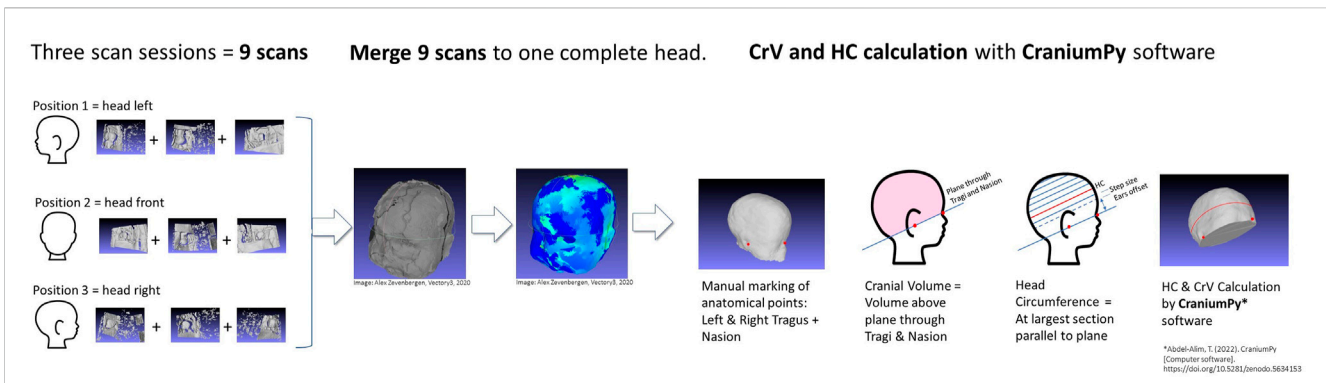 Three scan sessions = 9 scans
Merge 9 scans to one complete head.
CrV and HC calculation with CraniumPy software
Position 1 = head left
+
+
Position 2 = head front
+
+
Position 3 = head right
+
+
Image: Alex Zevenbergen, Vectory3, 2020
Image: Alex Zevenbergen, Vectory3, 2020
Plane through
Tragi and Nasion
HC
Step size
Ears offset
Manual marking of
anatomical points:
Left & Right Tragus +
Nasion
Cranial Volume =
Volume above
plane through
Tragi & Nasion
Head
Circumference =
At largest section
parallel to plane
HC & CrV Calculation
by CraniumPy*
software
*Abdel-Alim, T. (2022). CraniumPy
[Computer software].
https://doi.org/10.5281/zenodo.5634153